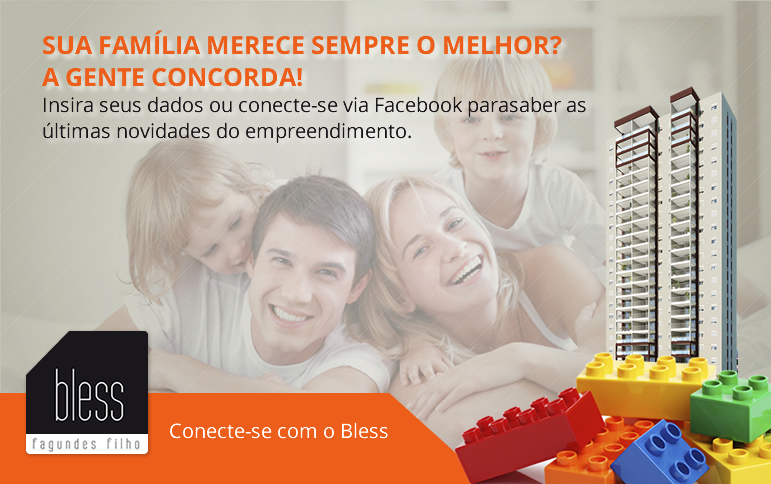 SUA FAMÍLIA MERECE SEMPRE O MELHOR?
A GENTE CONCORDA!
Insira seus dados ou conecte-se via Facebook parasaber as
últimas novidades do empreendimento.
bless
fagundes filho
Conecte-se com o Bless